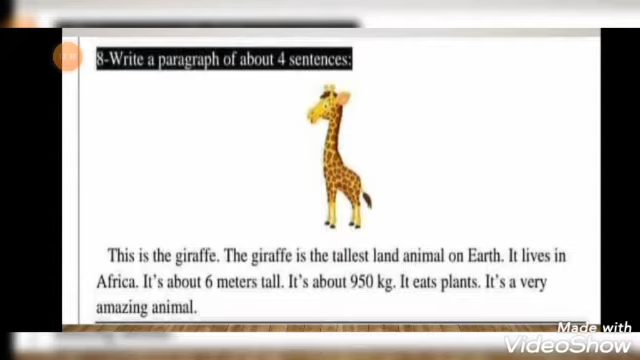 8-Write a paragraph of about 4 sentences:
This is the giraffe. The giraffe is the tallest land animal on Earth. It lives in
Africa. It's about 6 meters tall. It's about 950 kg. It eats plants. It's a very
amazing animal.
Made with
VideoShow